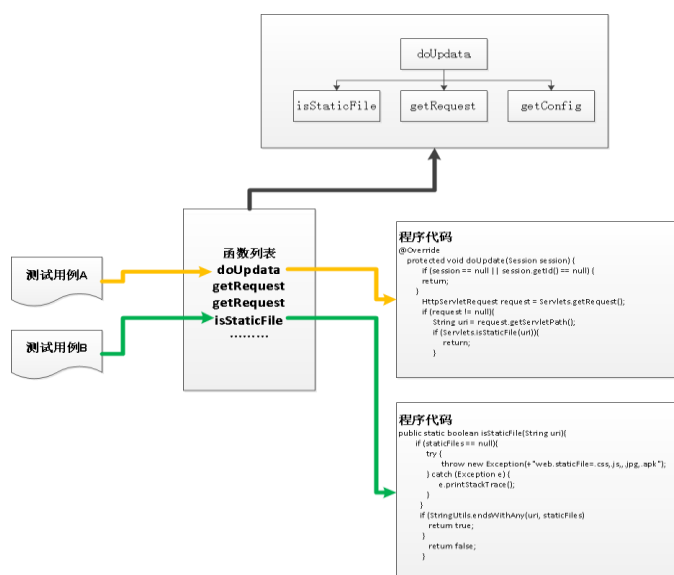 doUpdata
isStaticFile
getRequest
getConfig
函数列表
doUpdata
getRequest
getRequest
isStaticFile
………
测试用例A
测试用例B
程序代码
@Override
protected void doUpdate(Session session) {
if (session == null || session.getId() == null) {
return;
}
HttpServletRequest request = Servlets.getRequest();
if (request != null){
String uri = request.getServletPath();
if (Servlets.isStaticFile(uri)){
return;
}
程序代码
public static boolean isStaticFile(String uri){
if (staticFiles == null){
try {
throw new Exception(+"web.staticFile=.css,.js,.jpg,.apk");
} catch (Exception e) {
e.printStackTrace();
}
}
if (StringUtils.endsWithAny(uri, staticFiles)
return true;
}
return false;
}